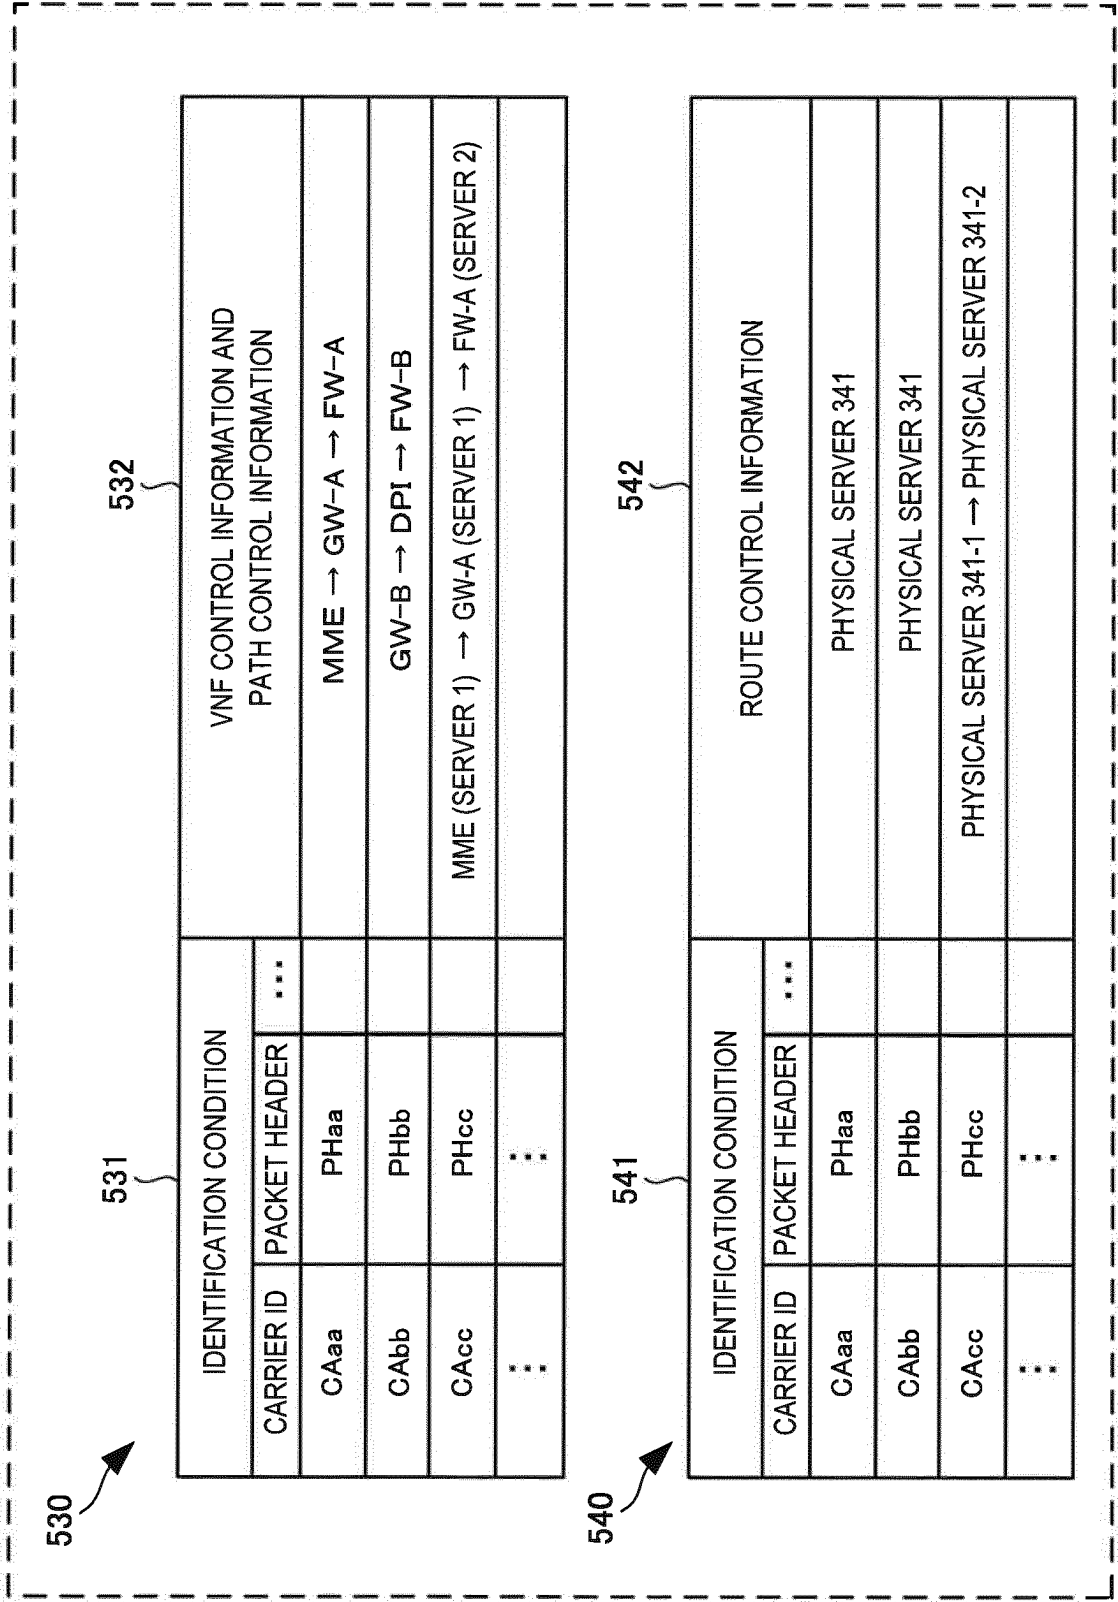 530
531
532
IDENTIFICATION CONDITION
VNF CONTROL INFORMATION AND
PATH CONTROL INFORMATION
CARRIER ID PACKET HEADER ...
CAaa PHaa MME → GW-A → FW-A
CAbb PHbb GW-B → DPI → FW-B
CAcc PHcc MME (SERVER 1) → GW-A (SERVER 1) → FW-A (SERVER 2)
⋮ ⋮
540
541
542
IDENTIFICATION CONDITION
ROUTE CONTROL INFORMATION
CARRIER ID PACKET HEADER ...
CAaa PHaa PHYSICAL SERVER 341
CAbb PHbb PHYSICAL SERVER 341
CAcc PHcc PHYSICAL SERVER 341-1 → PHYSICAL SERVER 341-2
⋮ ⋮